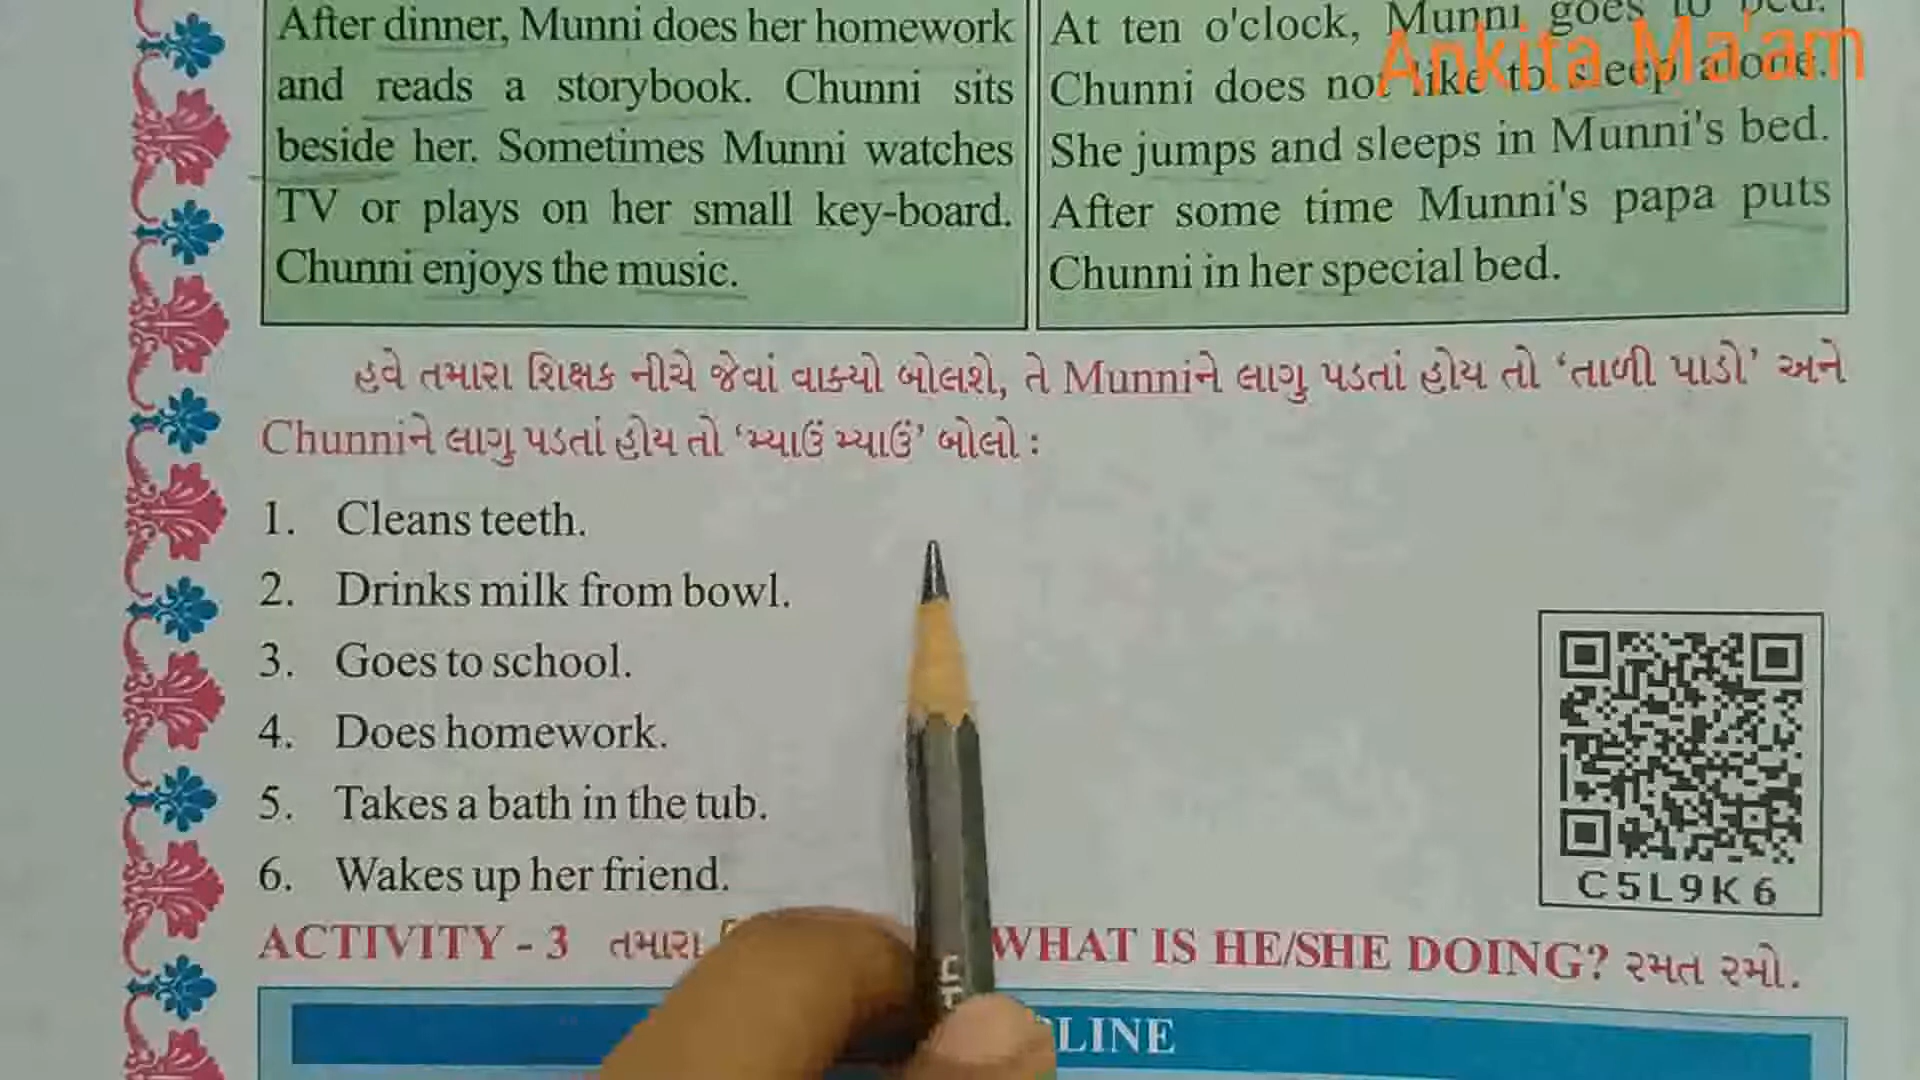 After dinner, Munni does her homework
and reads a storybook. Chunni sits
beside her. Sometimes Munni watches
TV or plays on her small key-board.
Chunni enjoys the music.
At ten o'clock, Munni goes to bed.
Chunni does not like to sleep alone.
She jumps and sleeps in Munni's bed.
After some time Munni's papa puts
Chunni in her special bed.
Ankita Ma'am
હવે તમારા શિક્ષક નીચે જેવાં વાક્યો બોલશે, તે Munniને લાગુ પડતાં હોય તો ‘તાળી પાડો’ અને
Chunniને લાગુ પડતાં હોય તો ‘મ્યાઉં મ્યાઉં’ બોલો :
1. Cleans teeth.
2. Drinks milk from bowl.
3. Goes to school.
4. Does homework.
5. Takes a bath in the tub.
6. Wakes up her friend.
C5L9K6
ACTIVITY - 3 તમારા WHAT IS HE/SHE DOING? રમત રમો.